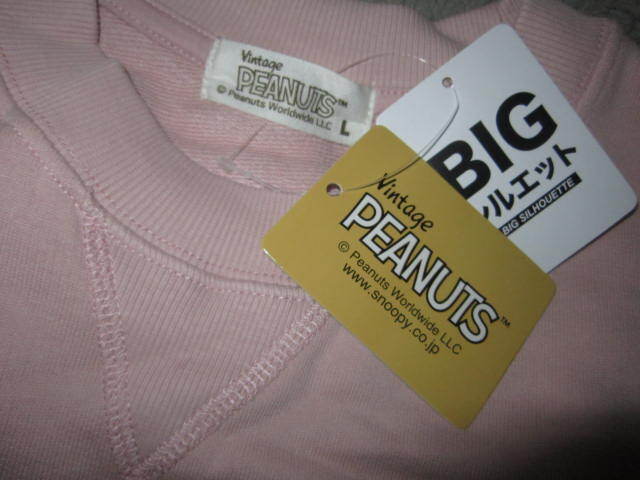 Vintage
PEANUTS™
© Peanuts Worldwide LLC
L
BIG
シルエット
BIG SILHOUETTE
Vintage
PEANUTS™
© Peanuts Worldwide LLC
www.snoopy.co.jp